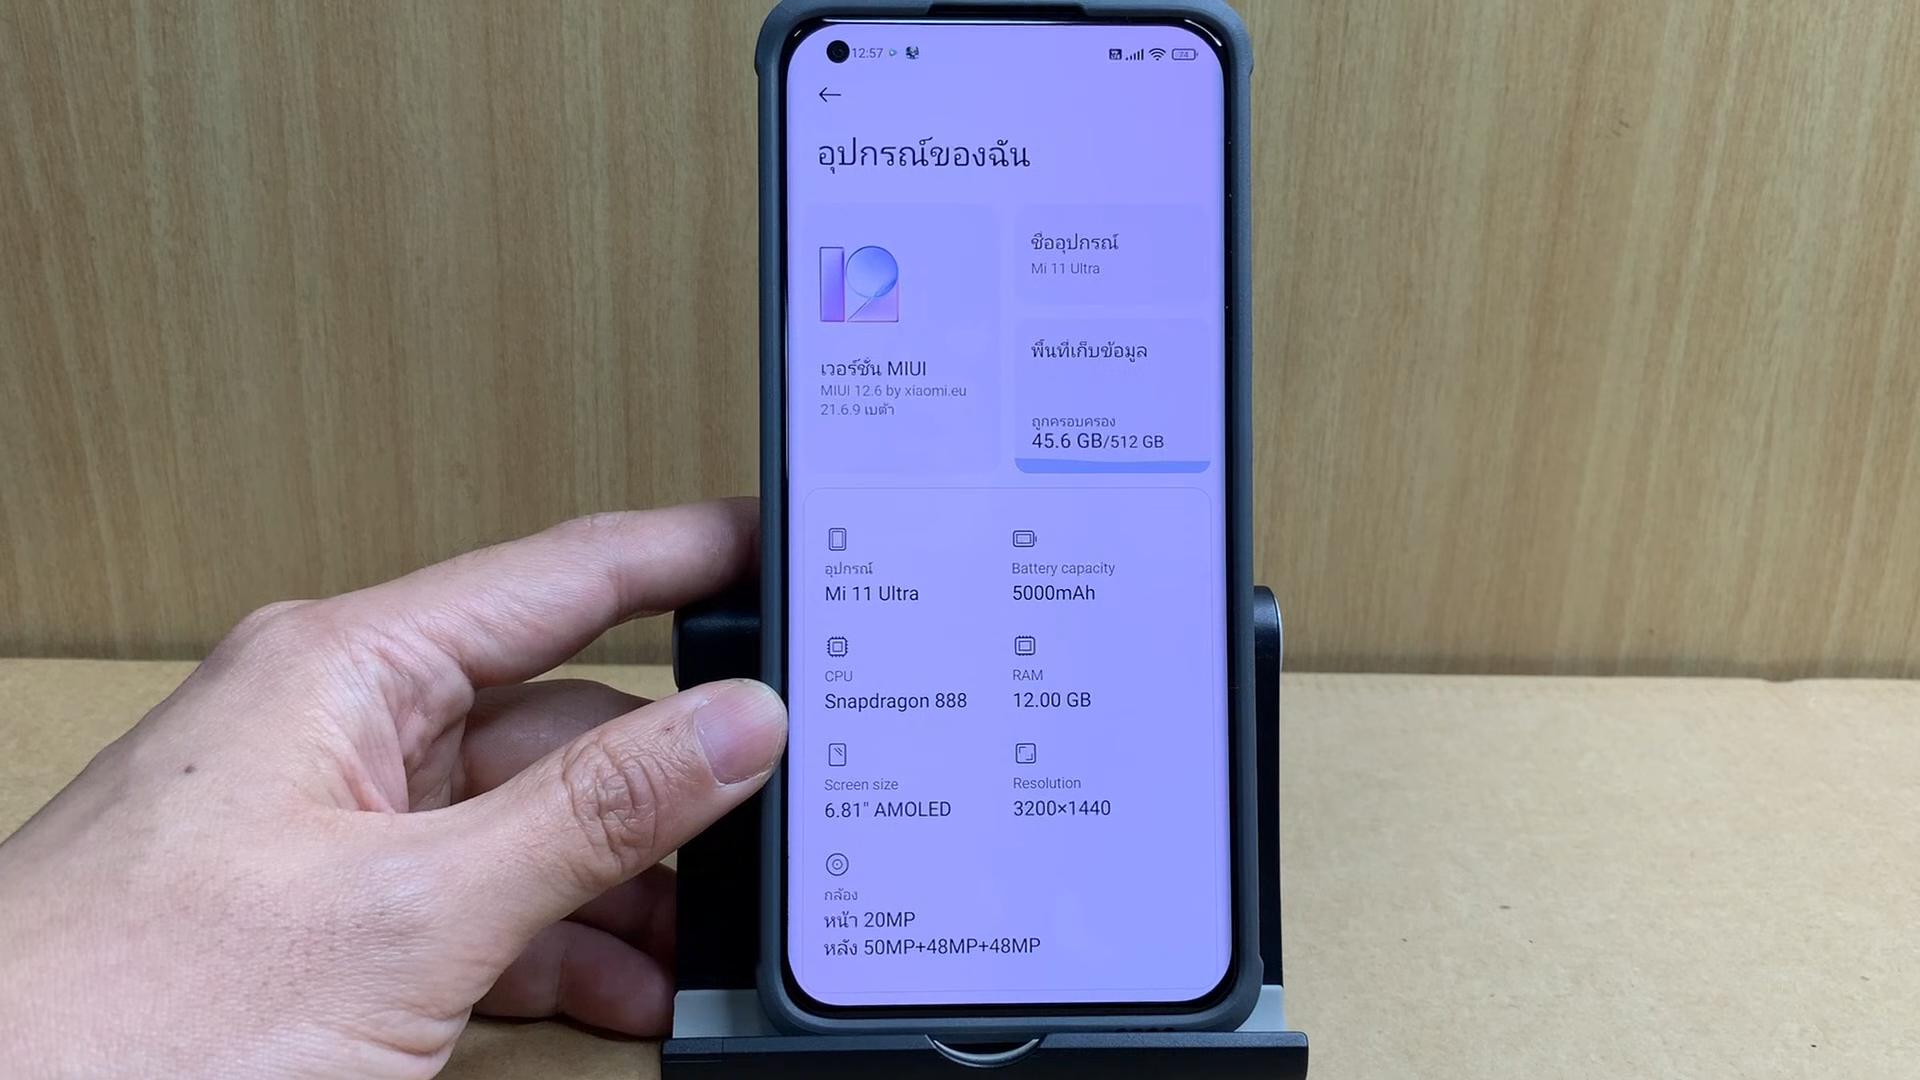 12:57
74
อุปกรณ์ของฉัน
12
เวอร์ชั่น MIUI
MIUI 12.6 by xiaomi.eu
21.6.9 เบต้า
ชื่ออุปกรณ์
Mi 11 Ultra
พื้นที่เก็บข้อมูล
ถูกครอบครอง
45.6 GB/512 GB
อุปกรณ์
Mi 11 Ultra
Battery capacity
5000mAh
CPU
Snapdragon 888
RAM
12.00 GB
Screen size
6.81" AMOLED
Resolution
3200×1440
กล้อง
หน้า 20MP
หลัง 50MP+48MP+48MP